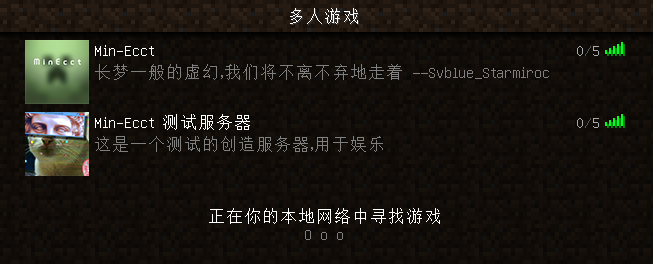 多人游戏
MinEcct
Min-Ecct 0/5
长梦一般的虚幻,我们将不离不弃地走着 --Svblue_Starmiroc
Min-Ecct 测试服务器 0/5
这是一个测试的创造服务器,用于娱乐
正在你的本地网络中寻找游戏
O o o